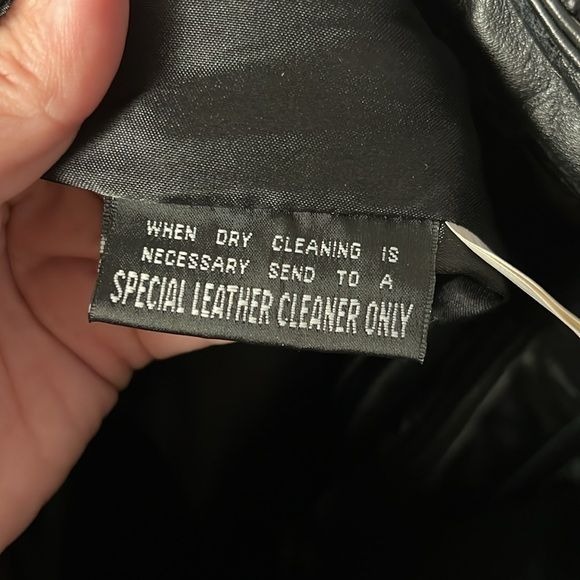 WHEN DRY CLEANING IS
NECESSARY SEND TO A
SPECIAL LEATHER CLEANER ONLY